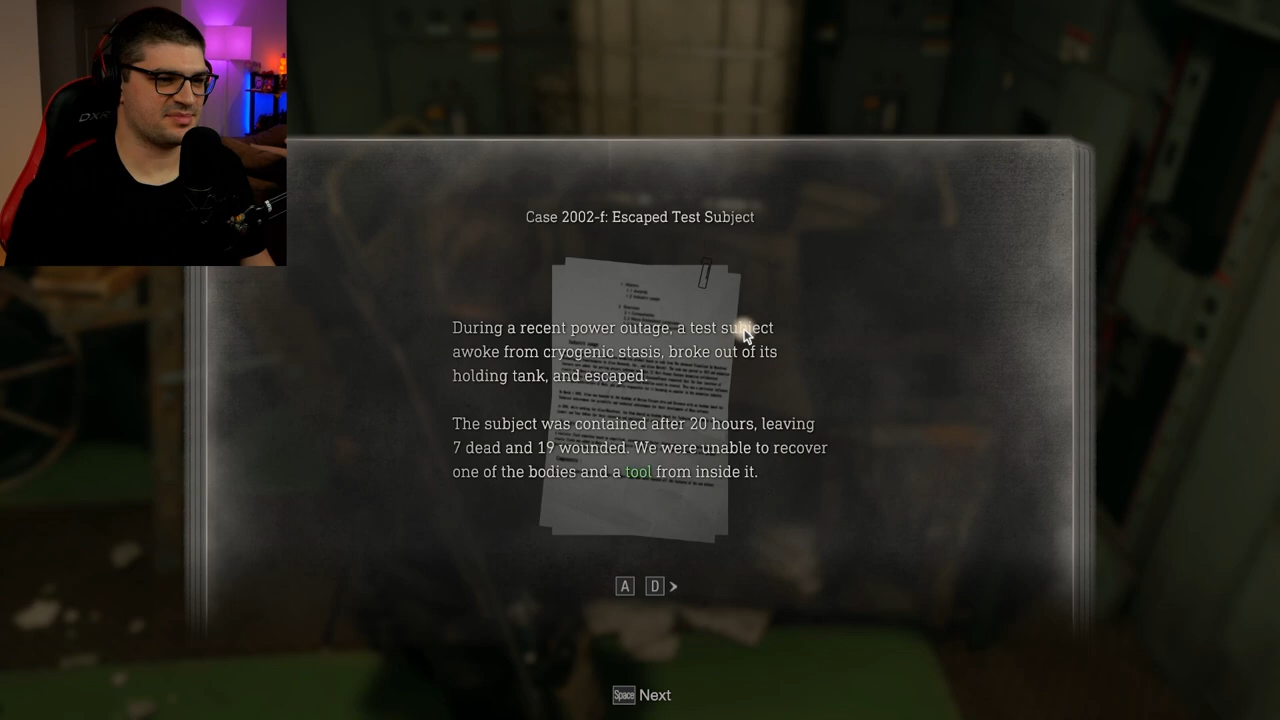 DXR
Case 2002-f: Escaped Test Subject
During a recent power outage, a test subject
awoke from cryogenic stasis, broke out of its
holding tank, and escaped.
The subject was contained after 20 hours, leaving
7 dead and 19 wounded. We were unable to recover
one of the bodies and a tool from inside it.
A D >
Space Next